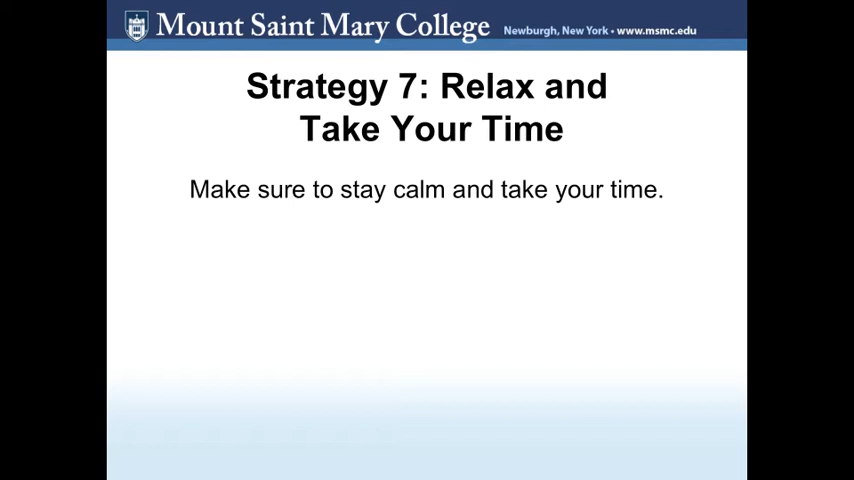 Mount Saint Mary College Newburgh, New York • www.msmc.edu
Strategy 7: Relax and
Take Your Time
Make sure to stay calm and take your time.